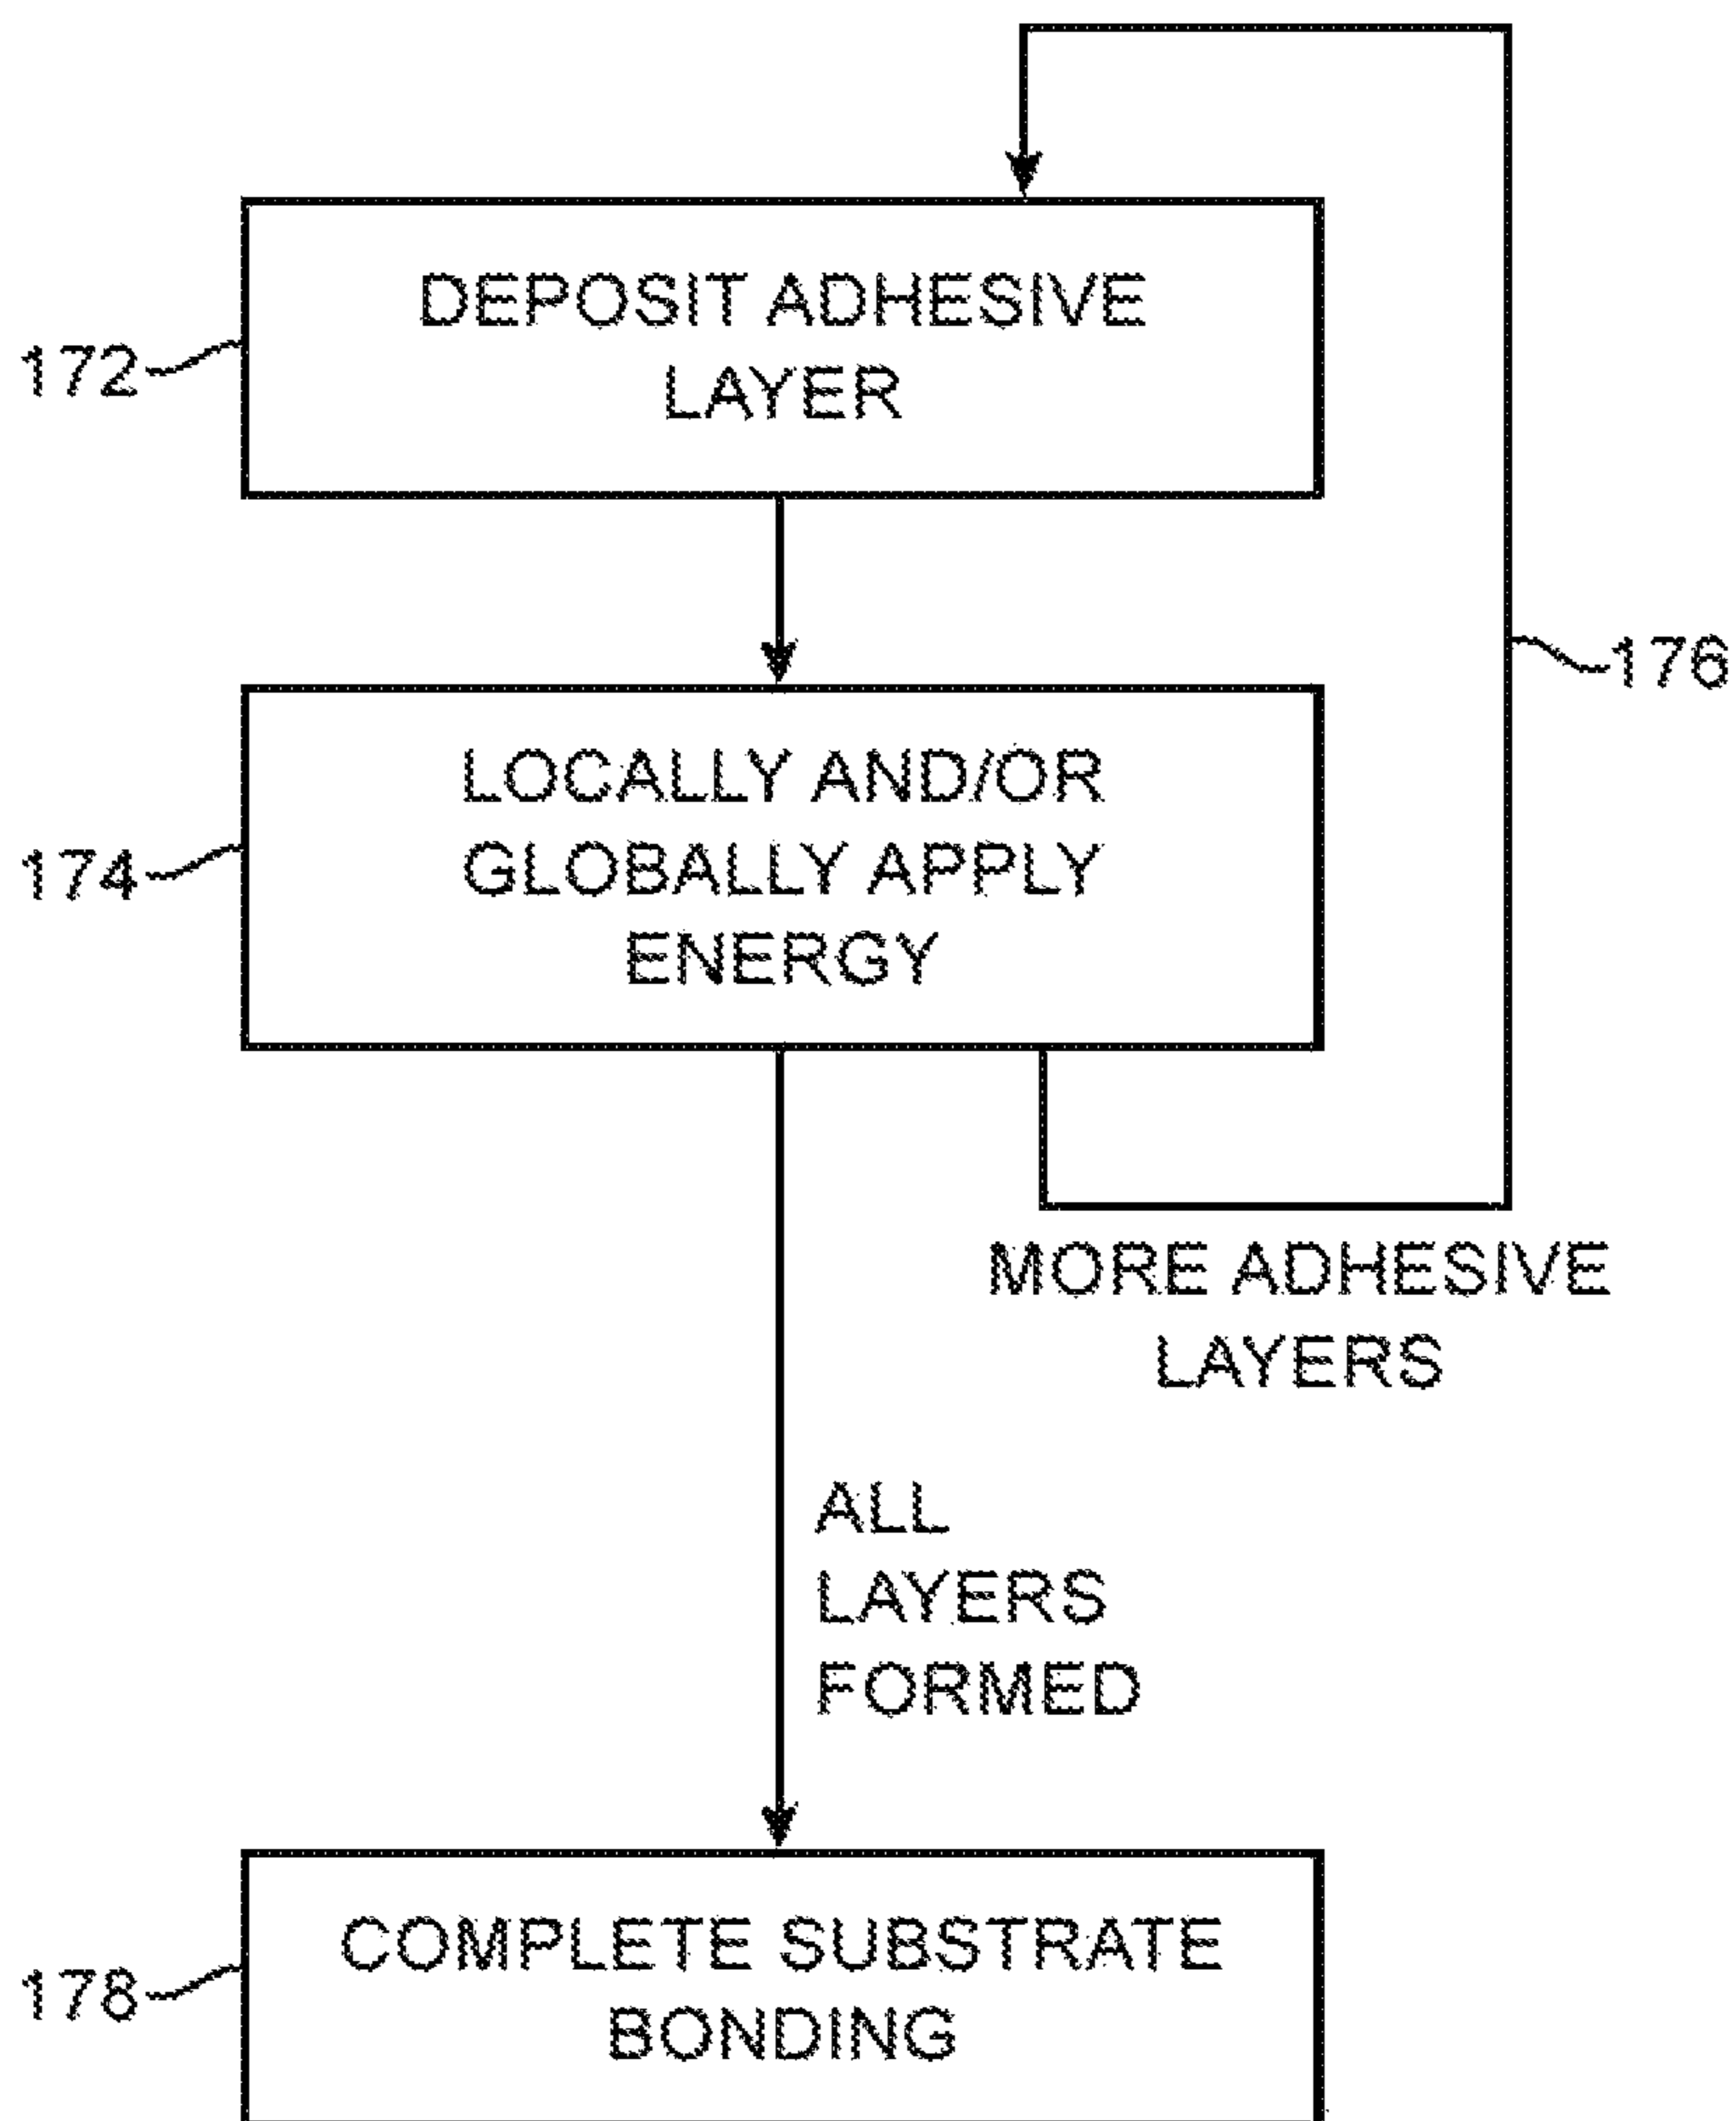 172
DEPOSIT ADHESIVE
LAYER
174
LOCALLY AND/OR
GLOBALLY APPLY
ENERGY
176
MORE ADHESIVE
LAYERS
ALL
LAYERS
FORMED
178
COMPLETE SUBSTRATE
BONDING